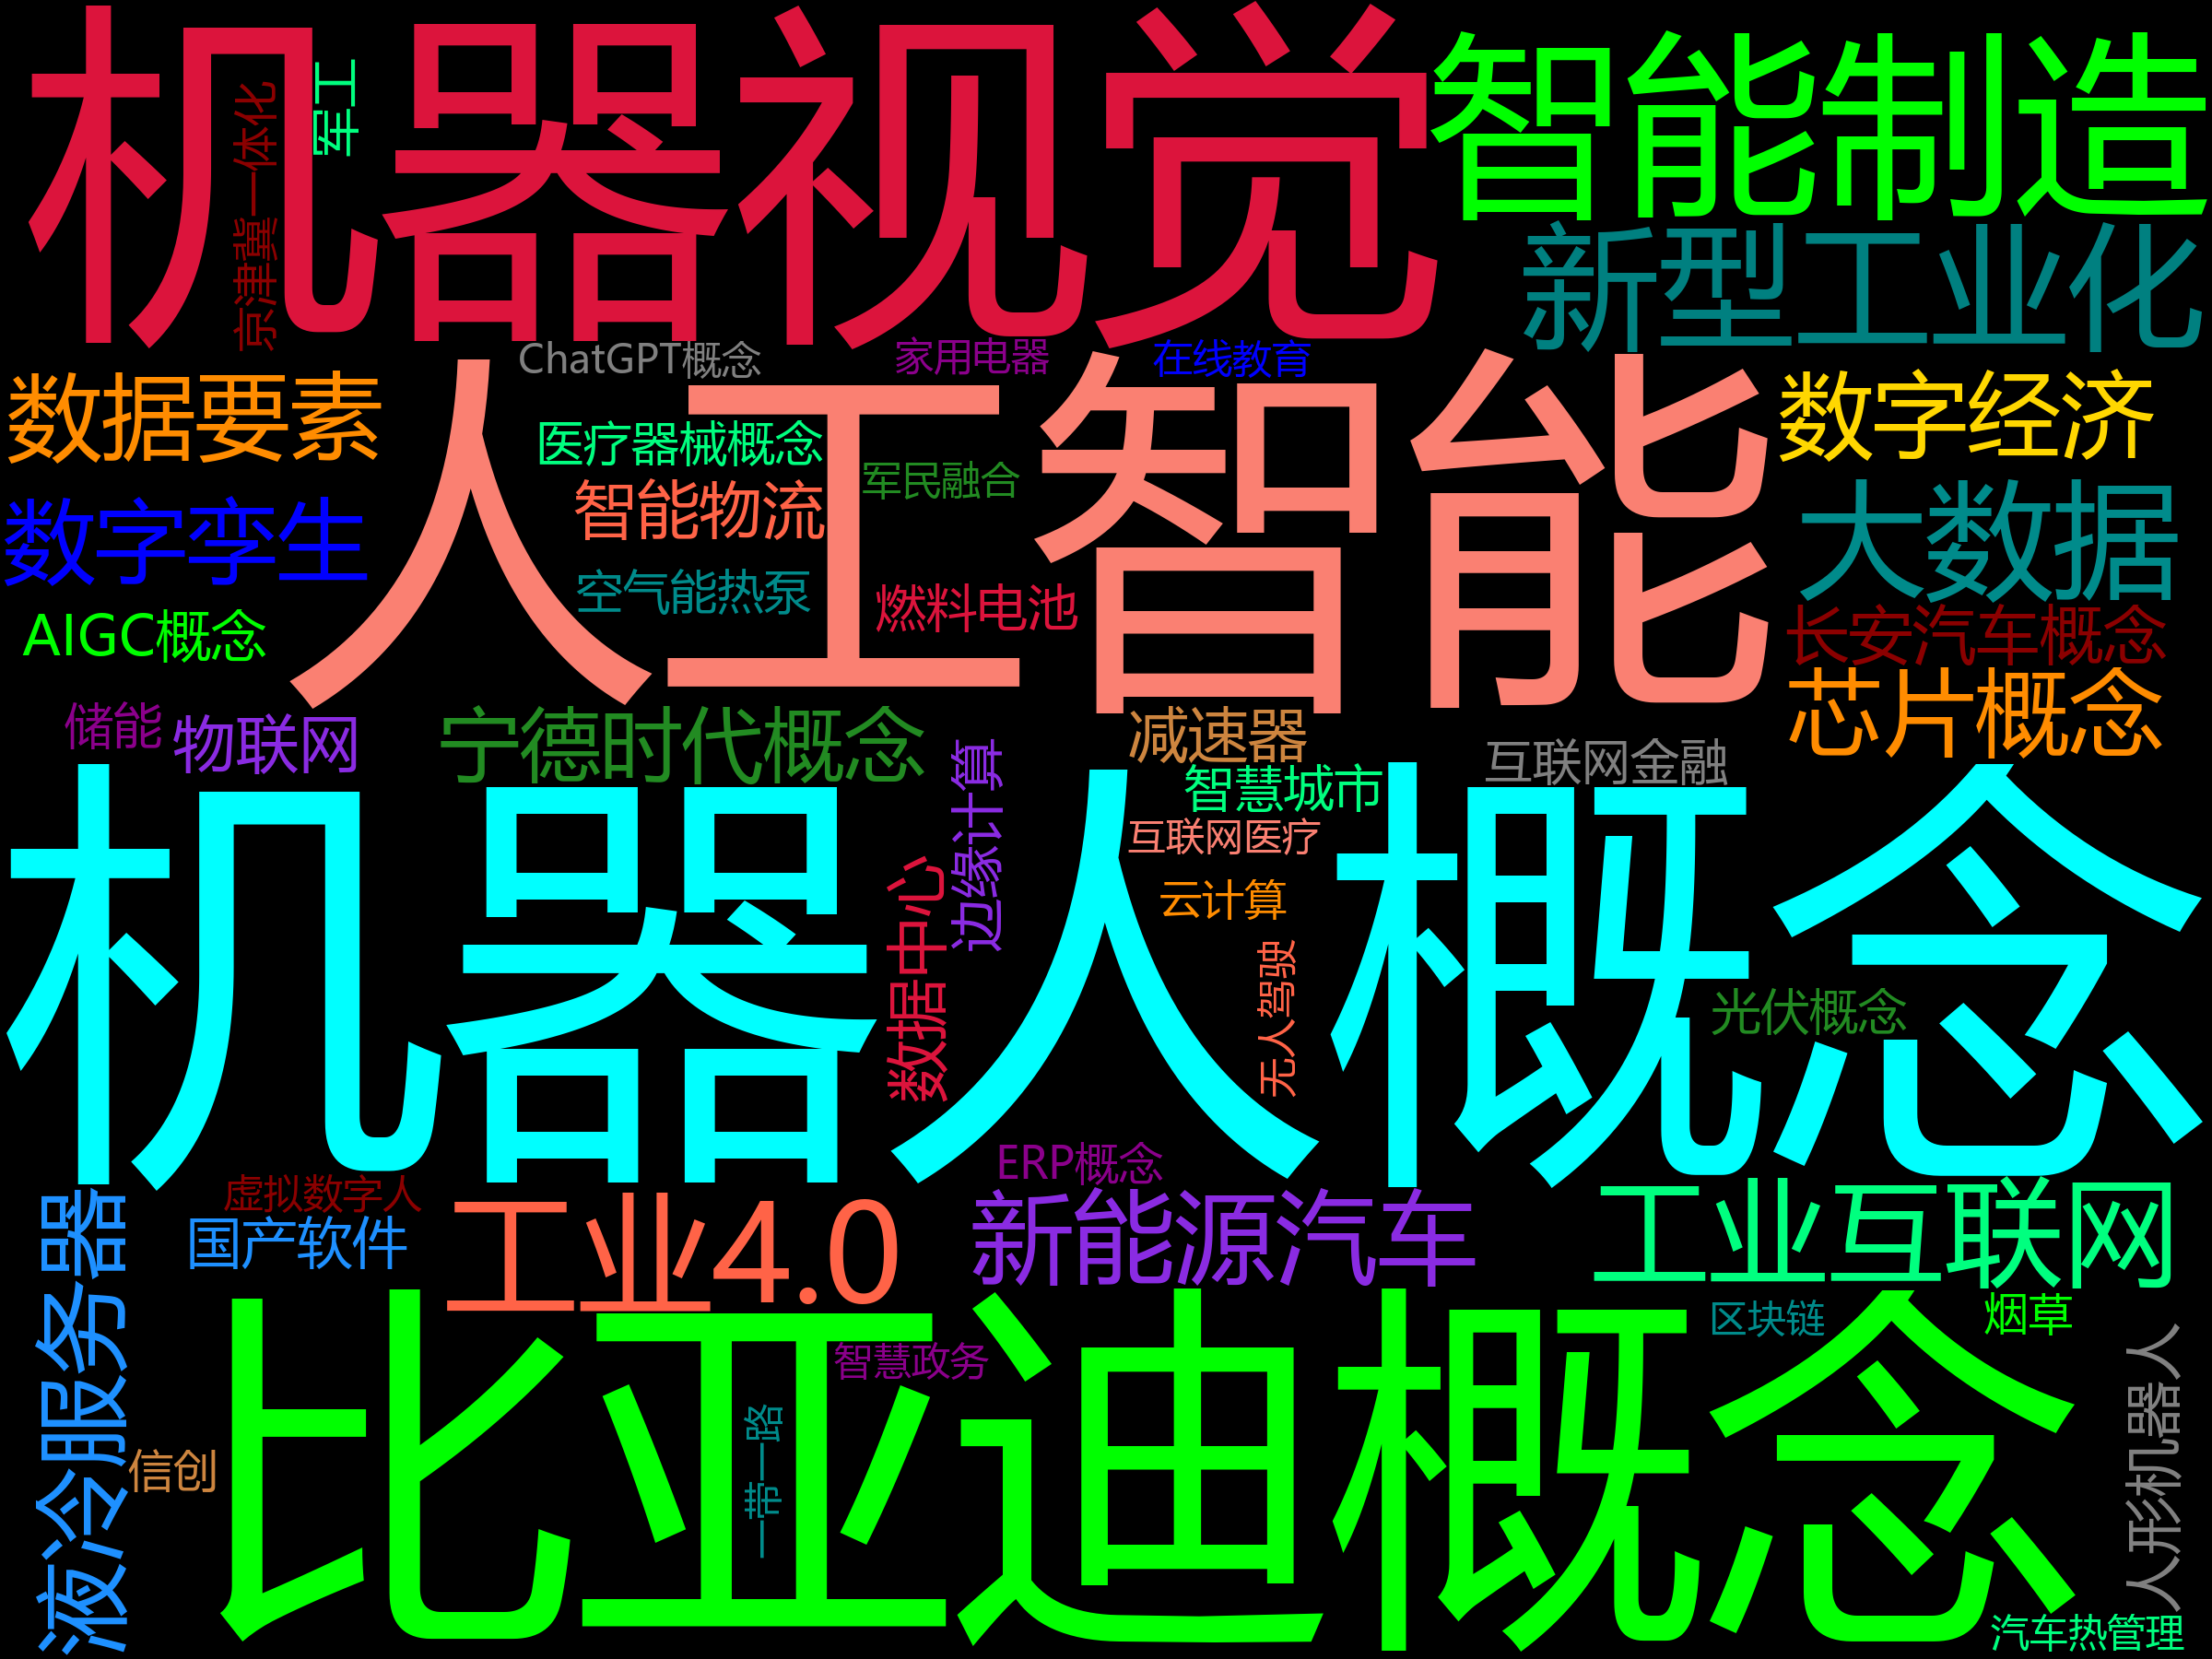 机器视觉
智能制造
京津冀一体化
军工
新型工业化
ChatGPT概念
家用电器
在线教育
数据要素
人工智能
数字经济
医疗器械概念
军民融合
智能物流
数字孪生
大数据
空气能热泵
燃料电池
AIGC概念
长安汽车概念
芯片概念
储能
物联网
宁德时代概念
减速器
互联网金融
边缘计算
智慧城市
机器人概念
互联网医疗
数据中心
云计算
无人驾驶
光伏概念
ERP概念
虚拟数字人
国产软件
工业4.0
新能源汽车
工业互联网
液冷服务器
比亚迪概念
区块链
烟草
智慧政务
人形机器人
一带一路
信创
汽车热管理